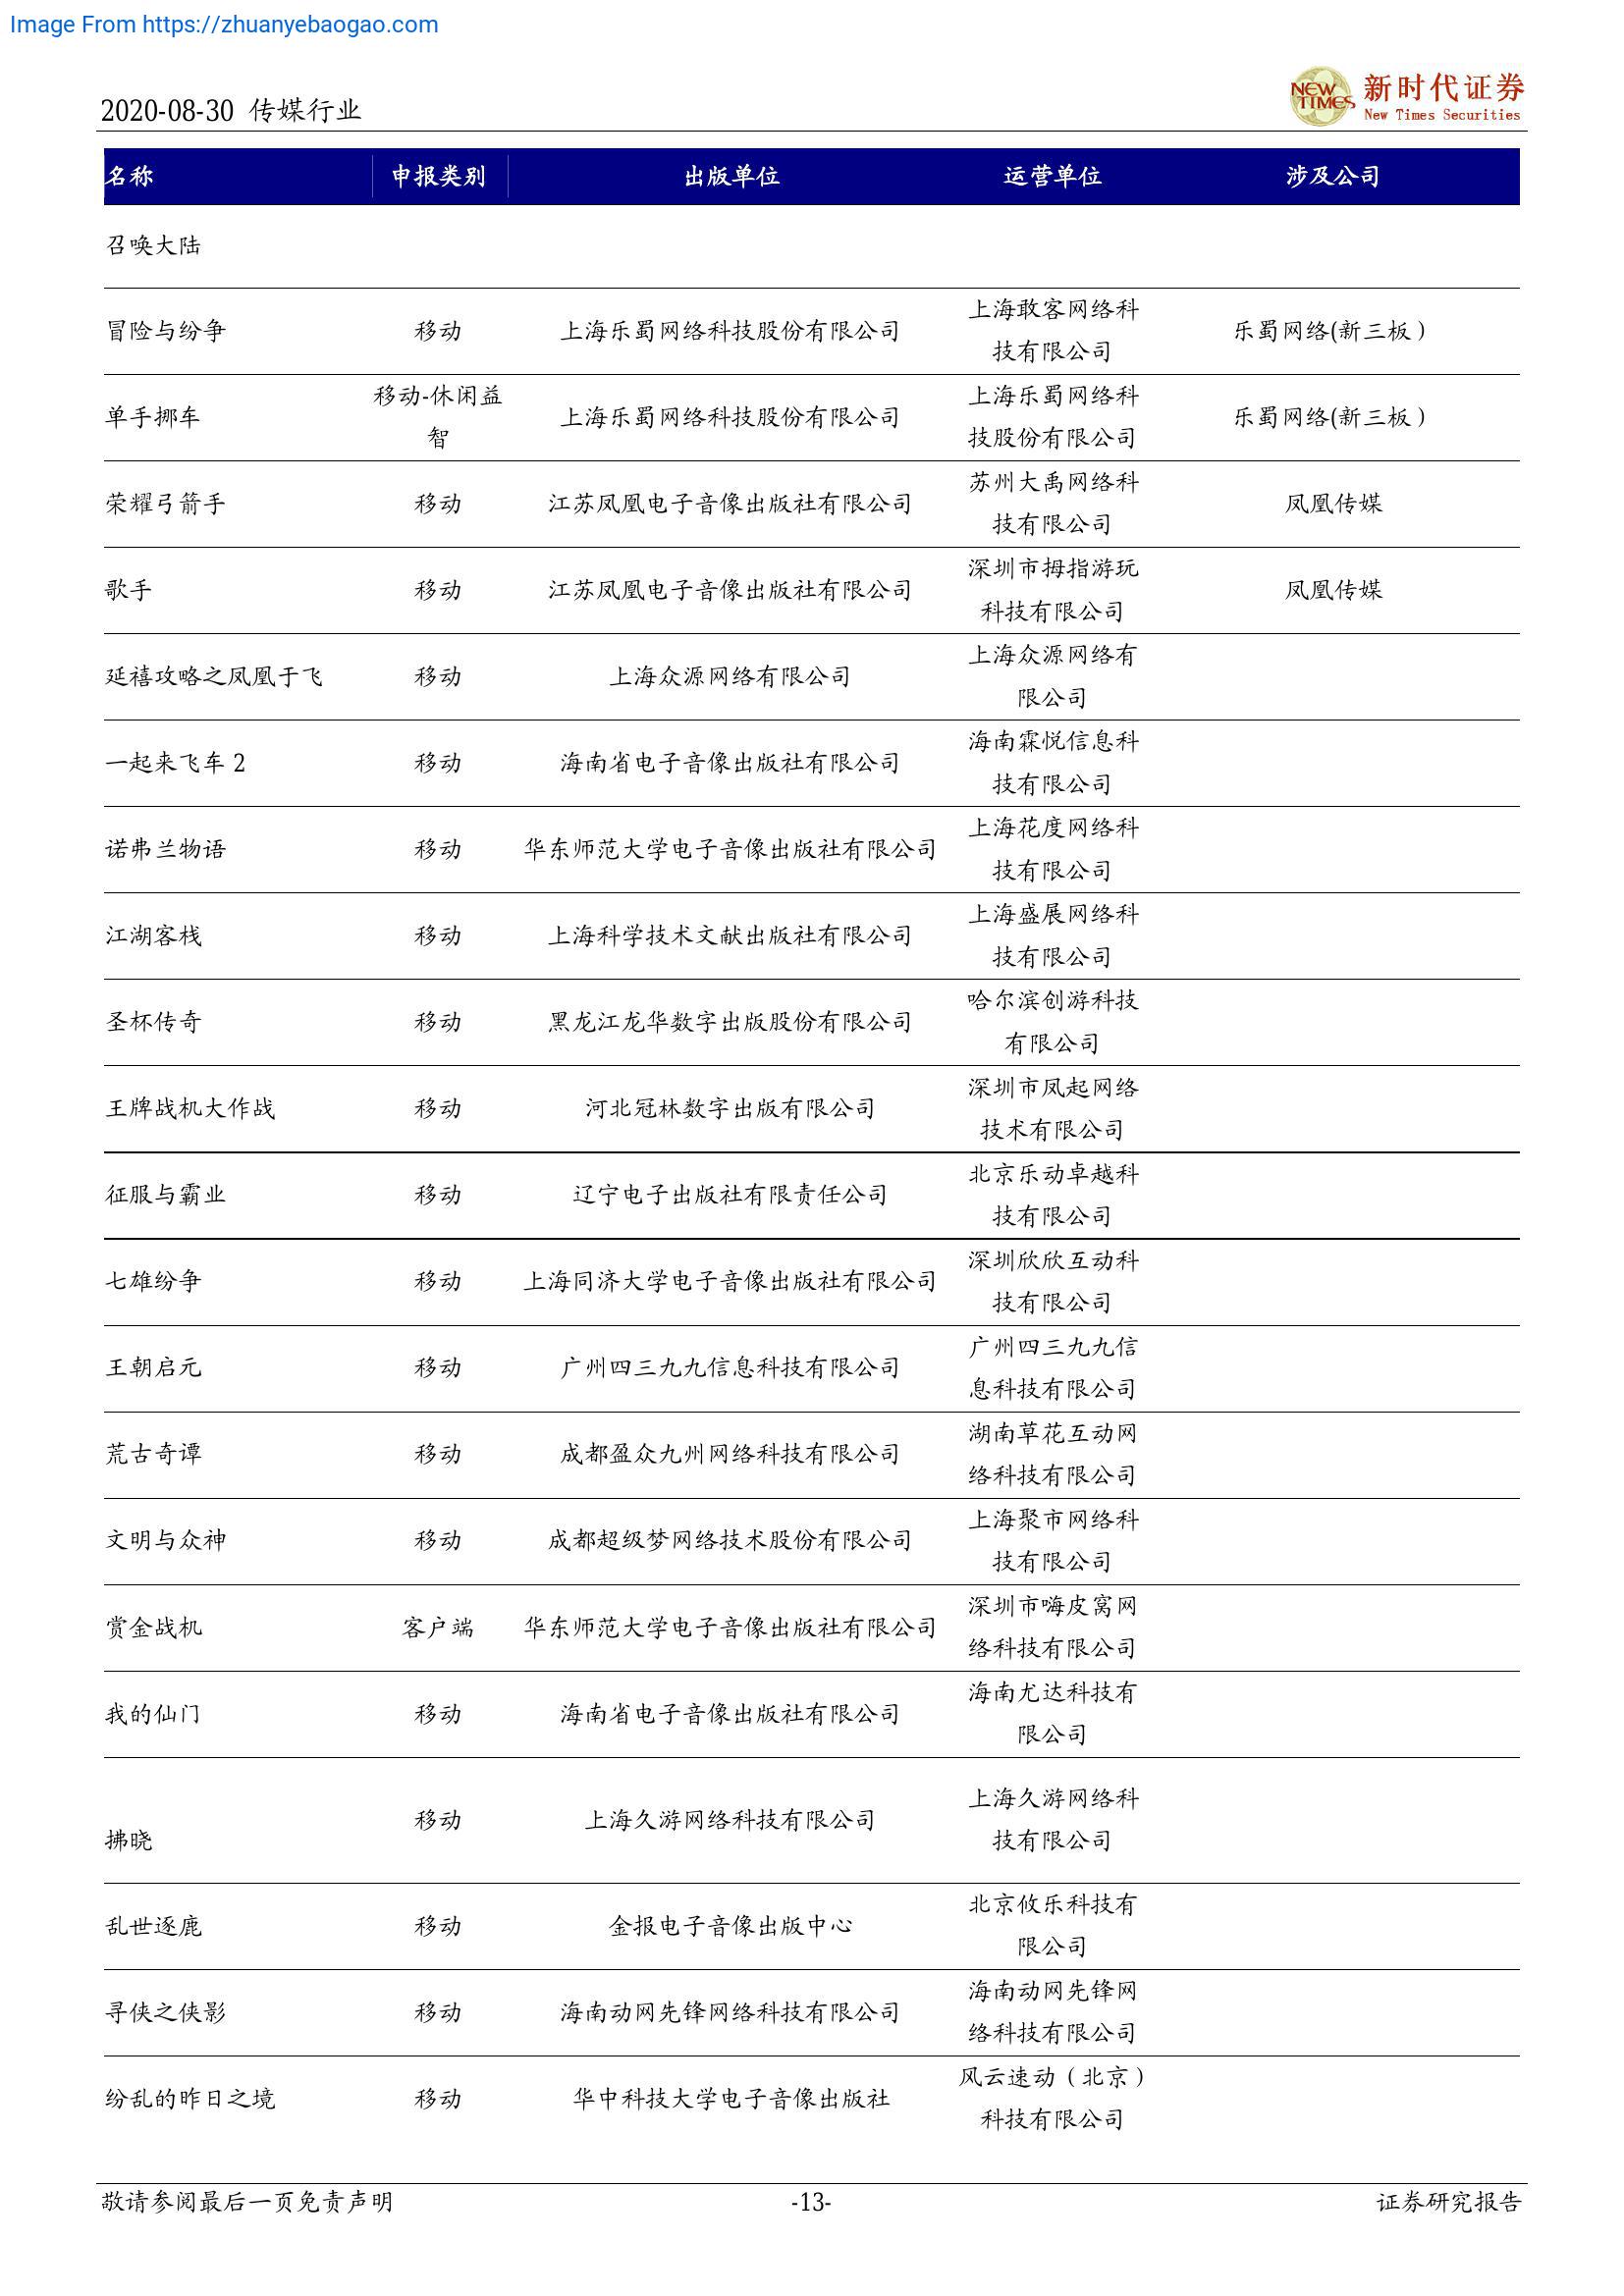 Image From https://zhuanyebaogao.com
2020-08-30 传媒行业
NEW TIMES 新时代证券
New Times Securities
名称 申报类别 出版单位 运营单位 涉及公司
召唤大陆
冒险与纷争 移动 上海乐蜀网络科技股份有限公司 上海敢客网络科
技有限公司 乐蜀网络(新三板）
单手挪车 移动-休闲益
智 上海乐蜀网络科技股份有限公司 上海乐蜀网络科
技股份有限公司 乐蜀网络(新三板）
荣耀弓箭手 移动 江苏凤凰电子音像出版社有限公司 苏州大禹网络科
技有限公司 凤凰传媒
歌手 移动 江苏凤凰电子音像出版社有限公司 深圳市拇指游玩
科技有限公司 凤凰传媒
延禧攻略之凤凰于飞 移动 上海众源网络有限公司 上海众源网络有
限公司
一起来飞车 2 移动 海南省电子音像出版社有限公司 海南霖悦信息科
技有限公司
诺弗兰物语 移动 华东师范大学电子音像出版社有限公司 上海花度网络科
技有限公司
江湖客栈 移动 上海科学技术文献出版社有限公司 上海盛展网络科
技有限公司
圣杯传奇 移动 黑龙江龙华数字出版股份有限公司 哈尔滨创游科技
有限公司
王牌战机大作战 移动 河北冠林数字出版有限公司 深圳市凤起网络
技术有限公司
征服与霸业 移动 辽宁电子出版社有限责任公司 北京乐动卓越科
技有限公司
七雄纷争 移动 上海同济大学电子音像出版社有限公司 深圳欣欣互动科
技有限公司
王朝启元 移动 广州四三九九信息科技有限公司 广州四三九九信
息科技有限公司
荒古奇谭 移动 成都盈众九州网络科技有限公司 湖南草花互动网
络科技有限公司
文明与众神 移动 成都超级梦网络技术股份有限公司 上海聚市网络科
技有限公司
赏金战机 客户端 华东师范大学电子音像出版社有限公司 深圳市嗨皮窝网
络科技有限公司
我的仙门 移动 海南省电子音像出版社有限公司 海南尤达科技有
限公司
拂晓 移动 上海久游网络科技有限公司 上海久游网络科
技有限公司
乱世逐鹿 移动 金报电子音像出版中心 北京攸乐科技有
限公司
寻侠之侠影 移动 海南动网先锋网络科技有限公司 海南动网先锋网
络科技有限公司
纷乱的昨日之境 移动 华中科技大学电子音像出版社 风云速动（北京）
科技有限公司
敬请参阅最后一页免责声明 -13- 证券研究报告